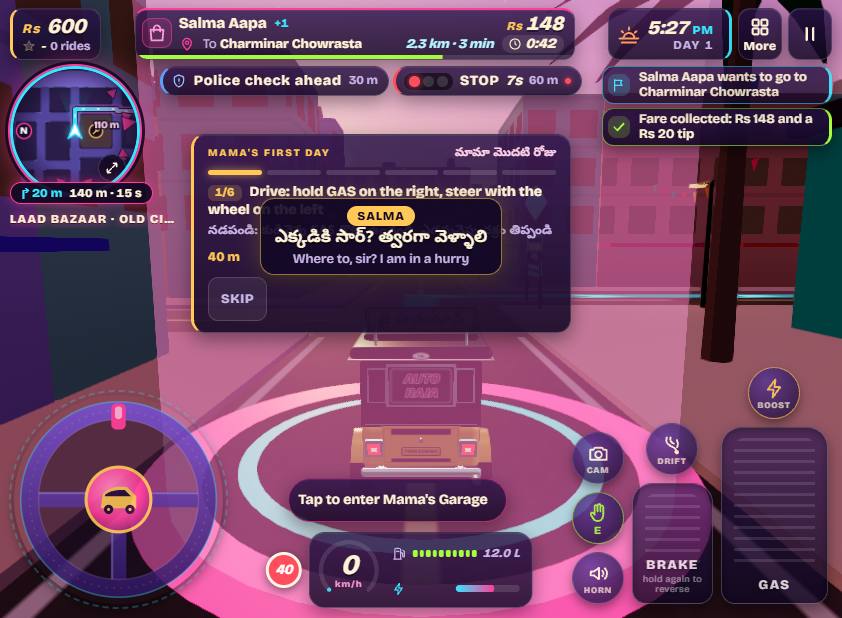 Rs 600
- 0 rides
Salma Aapa +1
Rs 148
To Charminar Chowrasta
2.3 km · 3 min
0:42
5:27 PM
DAY 1
More
Police check ahead 30 m
STOP 7s 60 m
Salma Aapa wants to go to
Charminar Chowrasta
Fare collected: Rs 148 and a
Rs 20 tip
N
110 m
20 m 140 m · 15 s
LAAD BAZAAR · OLD CI...
MAMA'S FIRST DAY
మామా మొదటి రోజు
1/6 Drive: hold GAS on the right, steer with the
wheel on the left
నడపండి:
తిప్పండి
SALMA
ఎక్కడికి సార్? త్వరగా వెళ్ళాలి
Where to, sir? I am in a hurry
40 m
SKIP
AUTO
RAJA
Tap to enter Mama's Garage
BOOST
CAM
DRIFT
E
HORN
BRAKE
hold again to
reverse
GAS
40
0
km/h
12.0 L